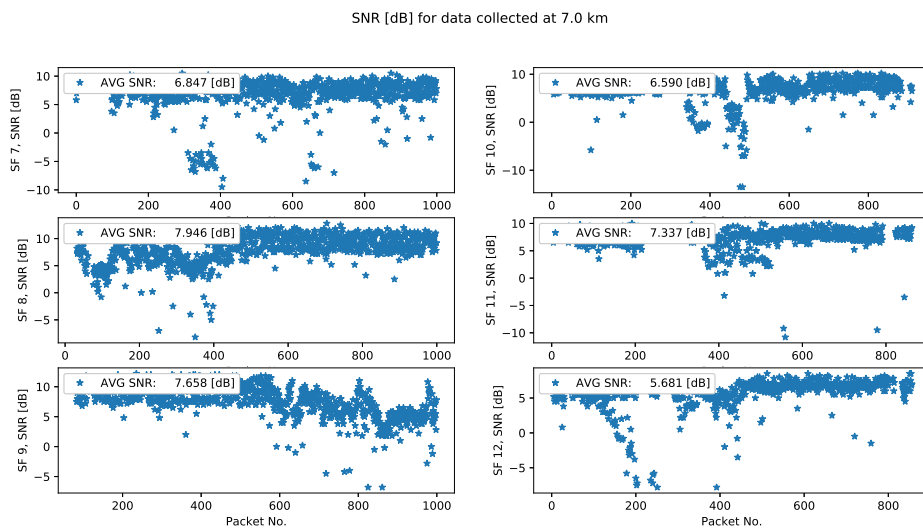 SNR [dB] for data collected at 7.0 km
SF 7, SNR [dB]
10
5
0
−5
−10
AVG SNR: 6.847 [dB]
0 200 400 600 800 1000
SF 10, SNR [dB]
10
0
−10
AVG SNR: 6.590 [dB]
0 200 400 600 800
SF 8, SNR [dB]
10
5
0
−5
AVG SNR: 7.946 [dB]
0 200 400 600 800 1000
SF 11, SNR [dB]
10
5
0
−5
−10
AVG SNR: 7.337 [dB]
0 200 400 600 800
SF 9, SNR [dB]
10
5
0
−5
AVG SNR: 7.658 [dB]
200 400 600 800 1000
Packet No.
SF 12, SNR [dB]
5
0
−5
AVG SNR: 5.681 [dB]
0 200 400 600 800
Packet No.